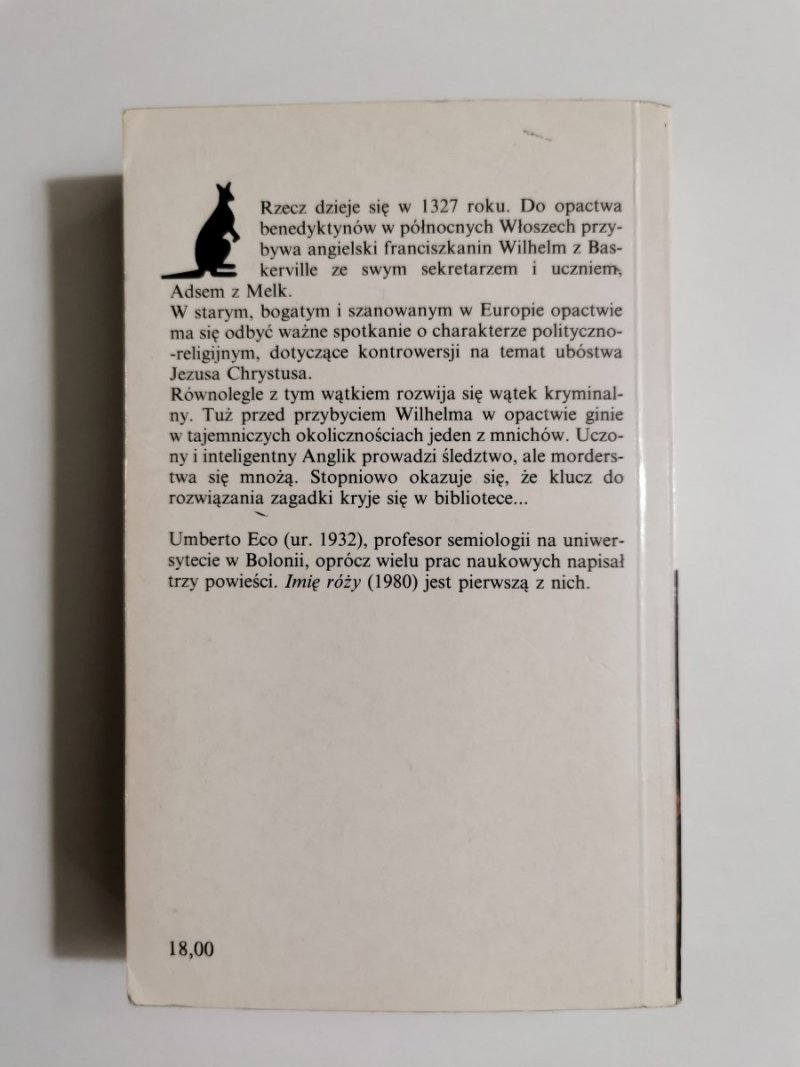 Rzecz dzieje się w 1327 roku. Do opactwa
benedyktynów w północnych Włoszech przy-
bywa angielski franciszkanin Wilhelm z Bas-
kerville ze swym sekretarzem i uczniem,
Adsem z Melk.
W starym, bogatym i szanowanym w Europie opactwie
ma się odbyć ważne spotkanie o charakterze polityczno-
-religijnym, dotyczące kontrowersji na temat ubóstwa
Jezusa Chrystusa.
Równolegle z tym wątkiem rozwija się wątek kryminal-
ny. Tuż przed przybyciem Wilhelma w opactwie ginie
w tajemniczych okolicznościach jeden z mnichów. Uczo-
ny i inteligentny Anglik prowadzi śledztwo, ale morders-
twa się mnożą. Stopniowo okazuje się, że klucz do
rozwiązania zagadki kryje się w bibliotece...
Umberto Eco (ur. 1932), profesor semiologii na uniwer-
sytecie w Bolonii, oprócz wielu prac naukowych napisał
trzy powieści. Imię róży (1980) jest pierwszą z nich.
18,00